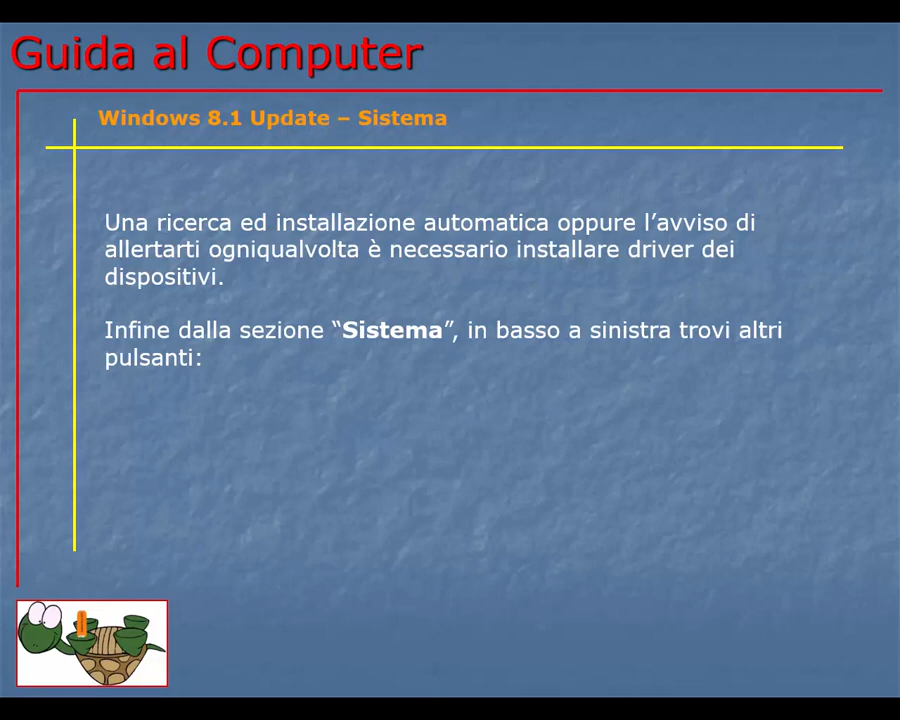 Guida al Computer
Windows 8.1 Update – Sistema
Una ricerca ed installazione automatica oppure l’avviso di
allertarti ogniqualvolta è necessario installare driver dei
dispositivi.
Infine dalla sezione “Sistema”, in basso a sinistra trovi altri
pulsanti: